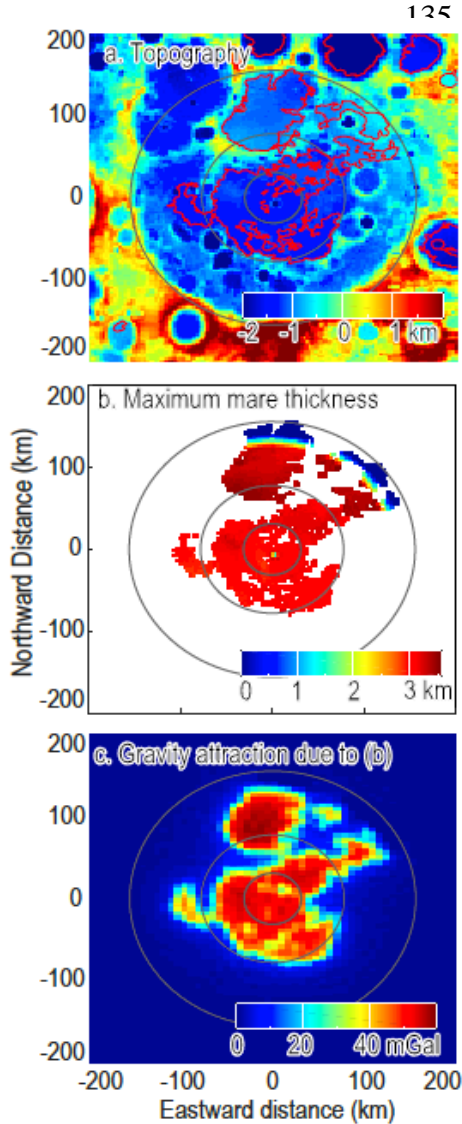 135
200
a. Topography
100
0
-100
-200
-2 -1 0 1 km
200
b. Maximum mare thickness
100
0
-100
-200
0 1 2 3 km
Northward Distance (km)
200
c. Gravity attraction due to (b)
100
0
-100
-200
0 20 40 mGal
-200 -100 0 100 200
Eastward distance (km)